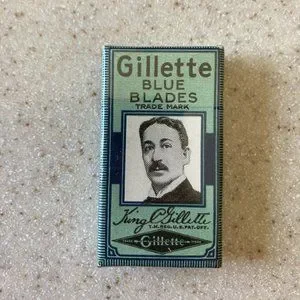 Gillette
BLUE
BLADES
TRADE MARK
King C Gillette
T.M. REG. U.S. PAT. OFF.
Gillette